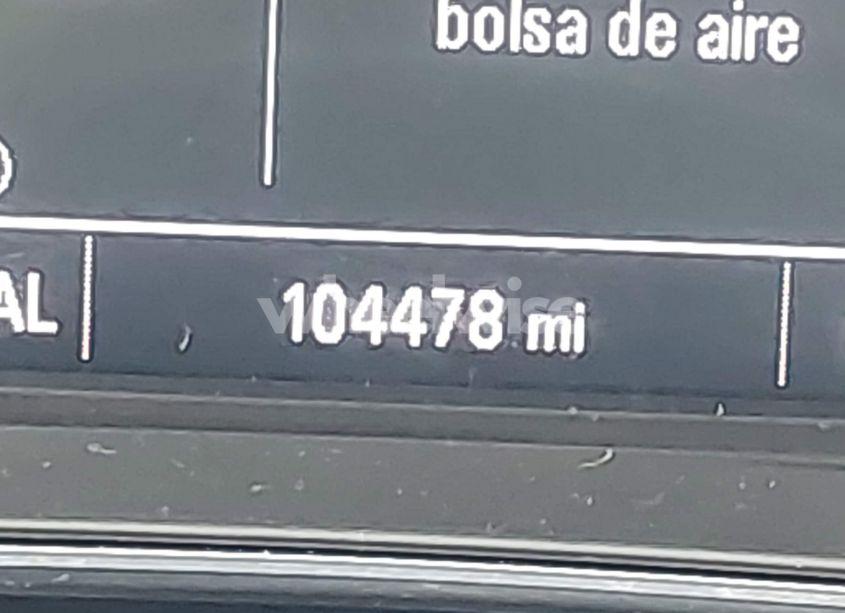 bolsa de aire
AL
104478 mi